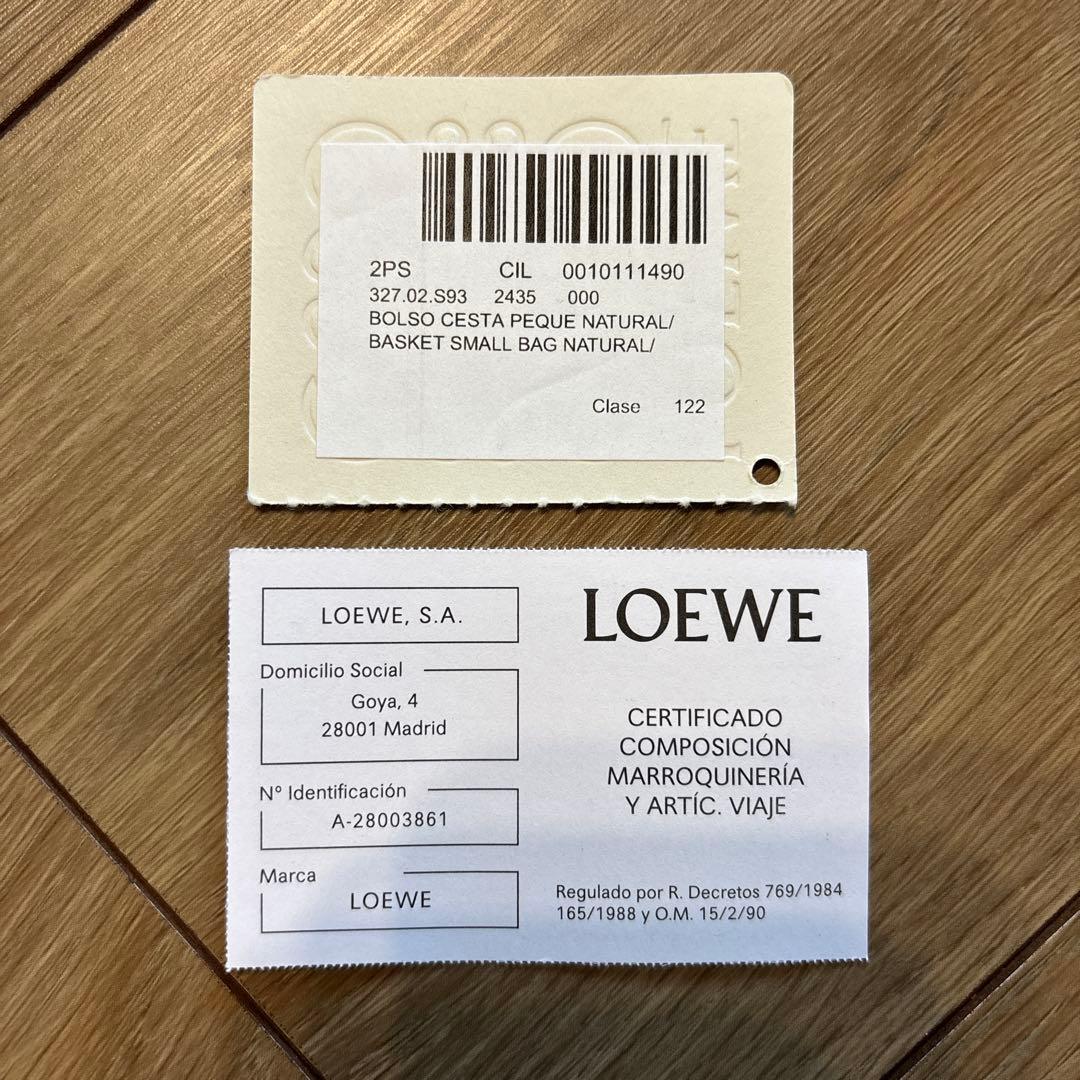 2PS CIL 0010111490
327.02.S93 2435 000
BOLSO CESTA PEQUE NATURAL/
BASKET SMALL BAG NATURAL/
Clase 122
LOEWE, S.A.
Domicilio Social
Goya, 4
28001 Madrid
Nº Identificación
A-28003861
Marca
LOEWE
LOEWE
CERTIFICADO
COMPOSICIÓN
MARROQUINERÍA
Y ARTÍC. VIAJE
Regulado por R. Decretos 769/1984
165/1988 y O.M. 15/2/90